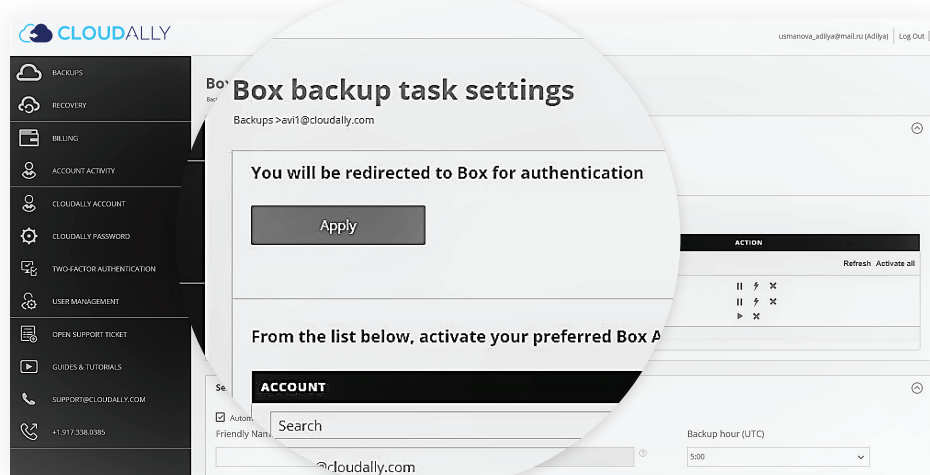 CLOUDALLY
usmanova_adilya@mail.ru (Adilya)
Log Out
BACKUPS
RECOVERY
BILLING
ACCOUNT ACTIVITY
CLOUDALLY ACCOUNT
CLOUDALLY PASSWORD
TWO-FACTOR AUTHENTICATION
USER MANAGEMENT
OPEN SUPPORT TICKET
GUIDES & TUTORIALS
SUPPORT@CLOUDALLY.COM
+1.917.338.0385
Box backup task settings
Backups >avi1@cloudally.com
You will be redirected to Box for authentication
Apply
From the list below, activate your preferred Box A
ACCOUNT
Search
@cloudally.com
ACTION
Refresh Activate all
Autom
Friendly Nam
Backup hour (UTC)
5:00